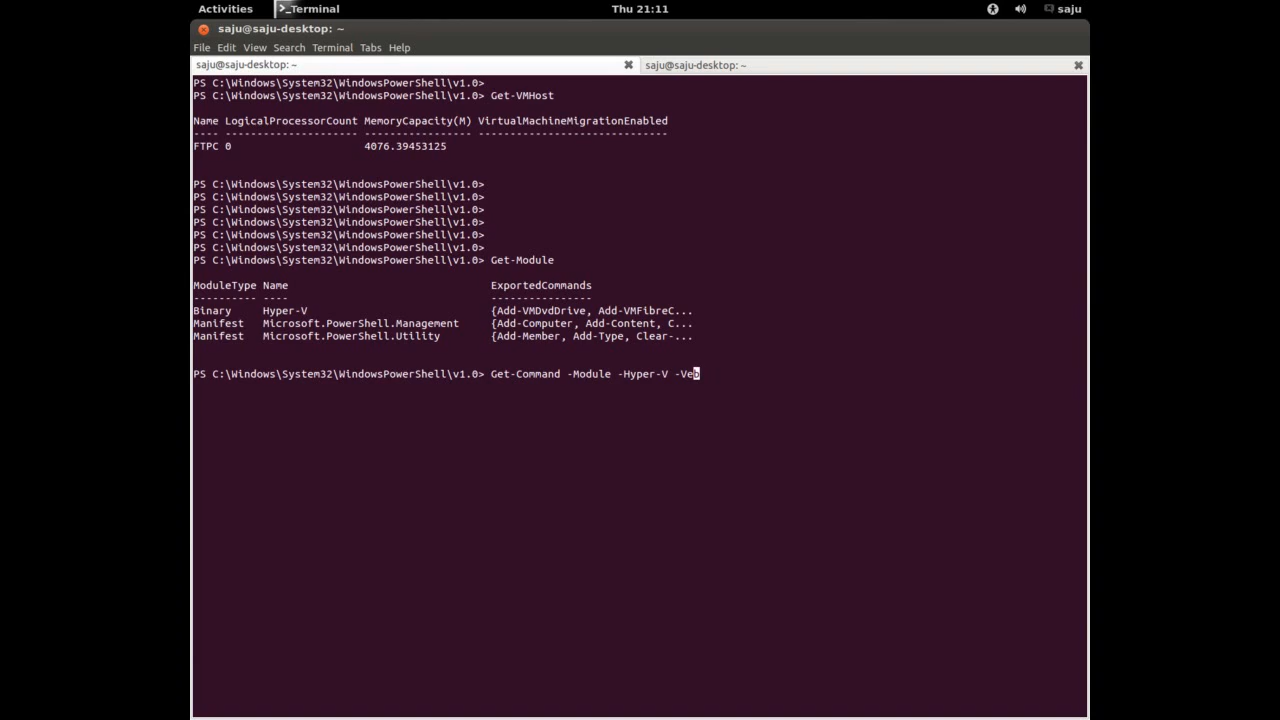 Activities >_Terminal Thu 21:11 saju
saju@saju-desktop: ~
File Edit View Search Terminal Tabs Help
saju@saju-desktop: ~ saju@saju-desktop: ~
PS C:\Windows\System32\WindowsPowerShell\v1.0>
PS C:\Windows\System32\WindowsPowerShell\v1.0> Get-VMHost
Name LogicalProcessorCount MemoryCapacity(M) VirtualMachineMigrationEnabled
---- --------------------- ----------------- ------------------------------
FTPC 0 4076.39453125
PS C:\Windows\System32\WindowsPowerShell\v1.0>
PS C:\Windows\System32\WindowsPowerShell\v1.0>
PS C:\Windows\System32\WindowsPowerShell\v1.0>
PS C:\Windows\System32\WindowsPowerShell\v1.0>
PS C:\Windows\System32\WindowsPowerShell\v1.0>
PS C:\Windows\System32\WindowsPowerShell\v1.0>
PS C:\Windows\System32\WindowsPowerShell\v1.0> Get-Module
ModuleType Name ExportedCommands
---------- ---- ----------------
Binary Hyper-V {Add-VMDvdDrive, Add-VMFibreC...
Manifest Microsoft.PowerShell.Management {Add-Computer, Add-Content, C...
Manifest Microsoft.PowerShell.Utility {Add-Member, Add-Type, Clear-...
PS C:\Windows\System32\WindowsPowerShell\v1.0> Get-Command -Module -Hyper-V -Veb